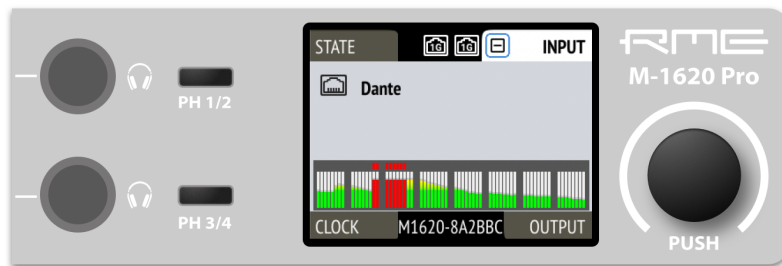 STATE
1G
1G
INPUT
RME
M-1620 Pro
Dante
PH 1/2
PH 3/4
CLOCK
M1620-8A2BBC
OUTPUT
PUSH